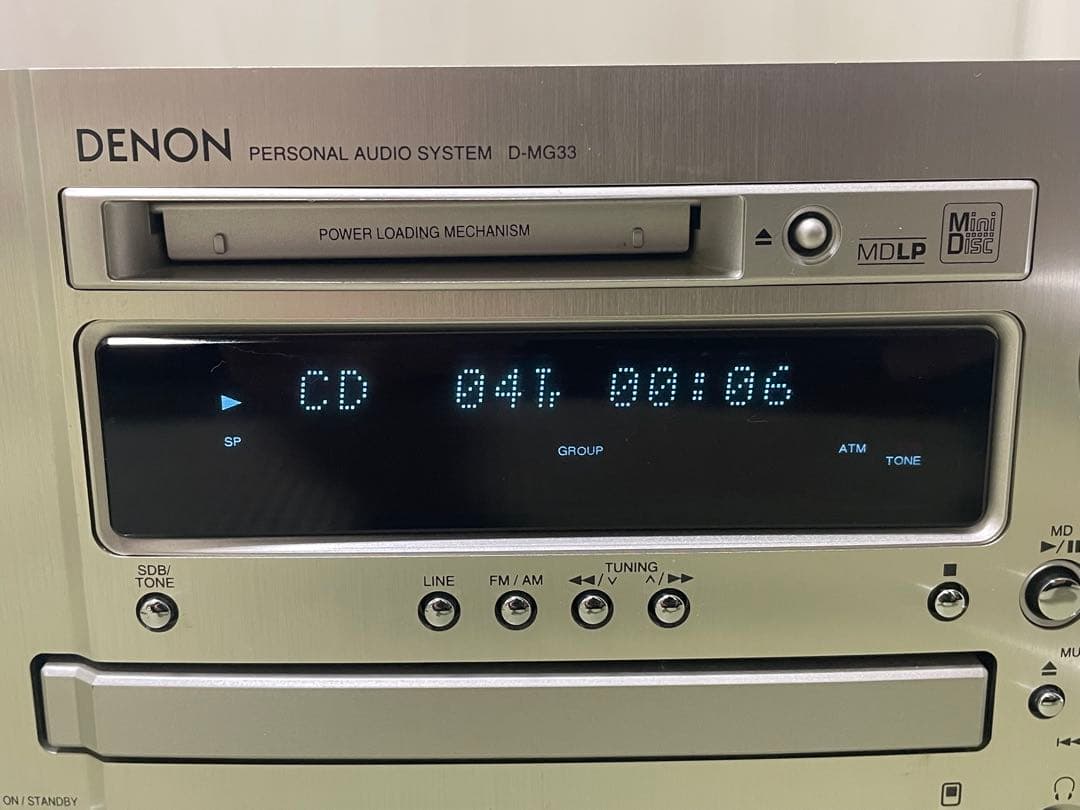 DENON PERSONAL AUDIO SYSTEM D-MG33
POWER LOADING MECHANISM
MDLP
Mini Disc
CD 04Tr 00:06
SP
GROUP
ATM
TONE
SDB/
TONE
LINE
FM / AM
TUNING
MD
ON / STANDBY